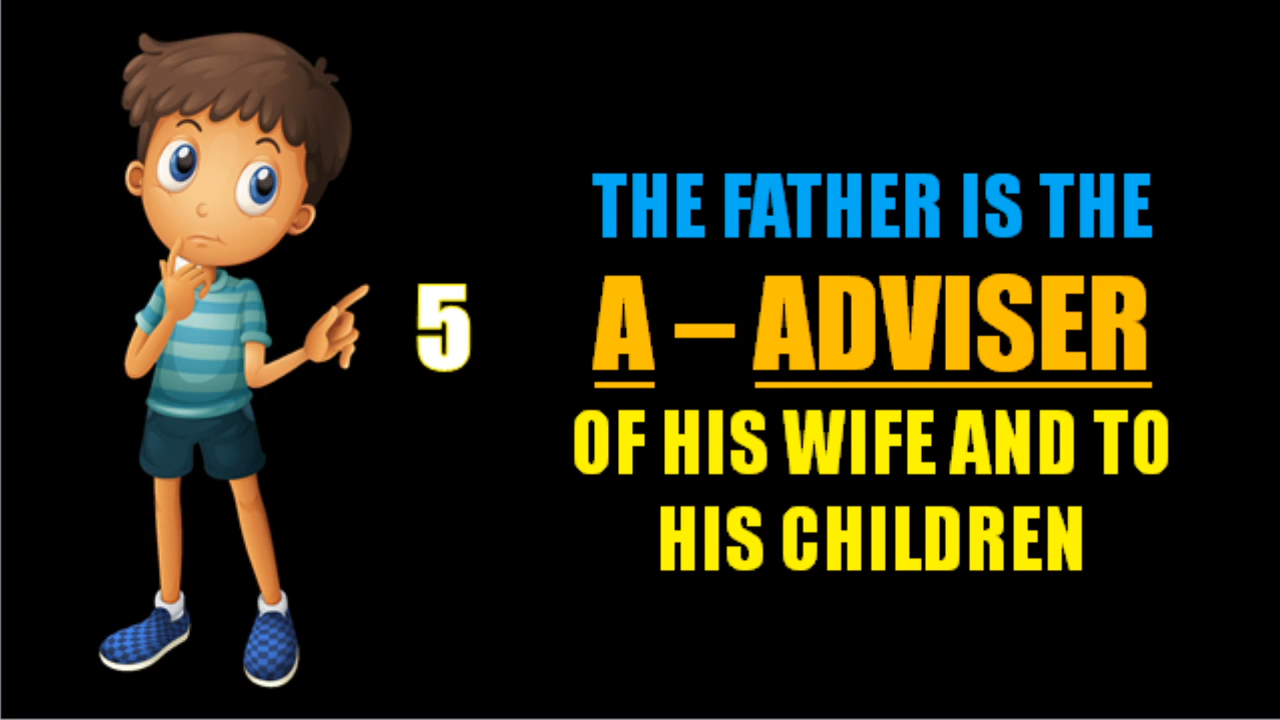 5
THE FATHER IS THE
A – ADVISER
OF HIS WIFE AND TO
HIS CHILDREN